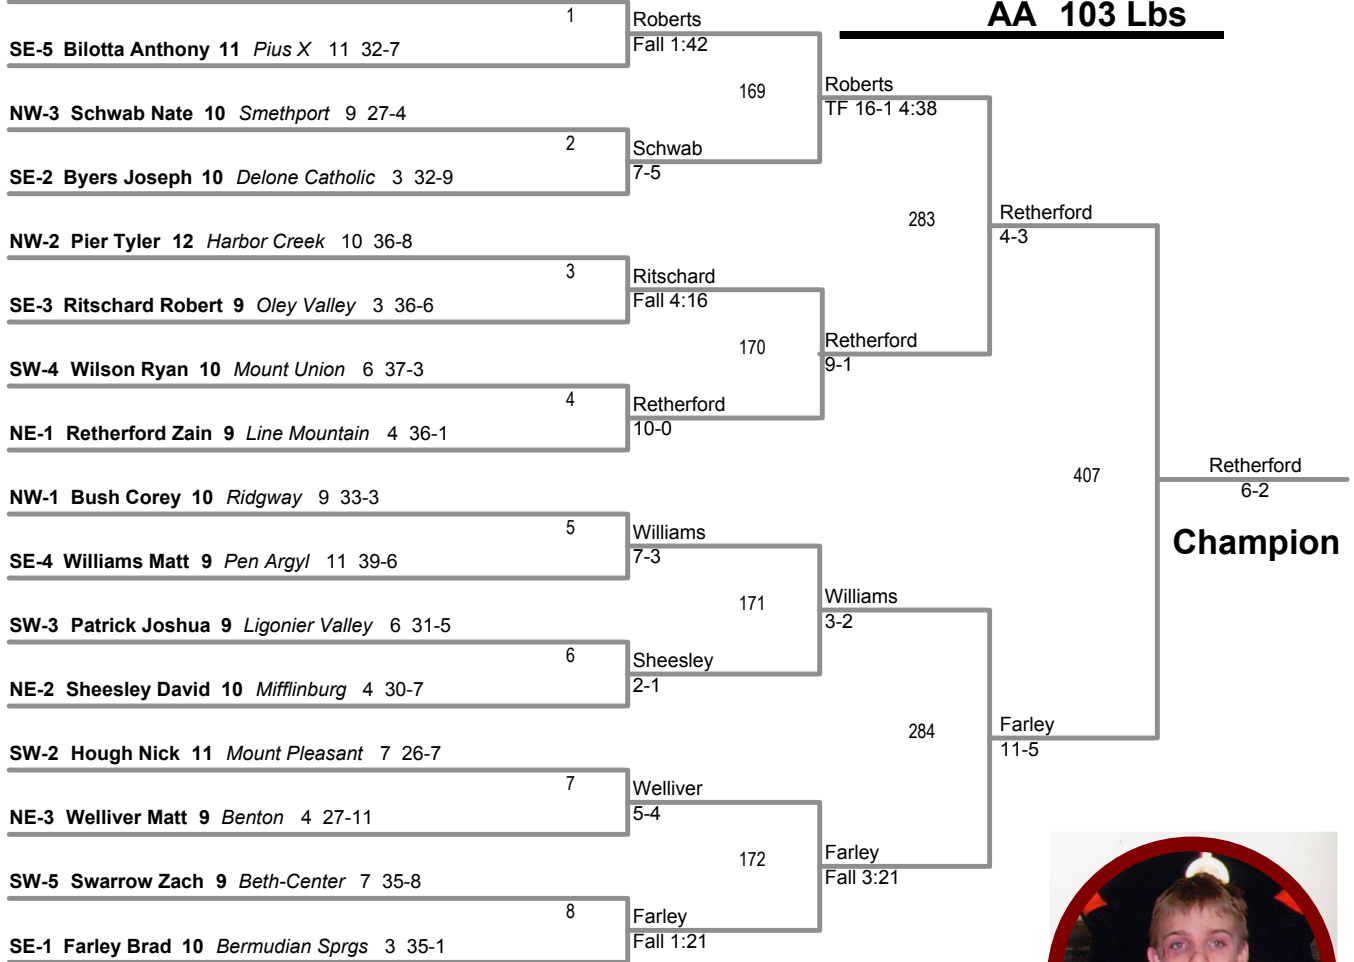 AA 103 Lbs
SE-5 Bilotta Anthony 11 Pius X 11 32-7
NW-3 Schwab Nate 10 Smethport 9 27-4
SE-2 Byers Joseph 10 Delone Catholic 3 32-9
NW-2 Pier Tyler 12 Harbor Creek 10 36-8
SE-3 Ritschard Robert 9 Oley Valley 3 36-6
SW-4 Wilson Ryan 10 Mount Union 6 37-3
NE-1 Retherford Zain 9 Line Mountain 4 36-1
NW-1 Bush Corey 10 Ridgway 9 33-3
SE-4 Williams Matt 9 Pen Argyl 11 39-6
SW-3 Patrick Joshua 9 Ligonier Valley 6 31-5
NE-2 Sheesley David 10 Mifflinburg 4 30-7
SW-2 Hough Nick 11 Mount Pleasant 7 26-7
NE-3 Welliver Matt 9 Benton 4 27-11
SW-5 Swarrow Zach 9 Beth-Center 7 35-8
SE-1 Farley Brad 10 Bermudian Sprgs 3 35-1
1
Roberts
Fall 1:42
2
Schwab
7-5
3
Ritschard
Fall 4:16
4
Retherford
10-0
5
Williams
7-3
6
Sheesley
2-1
7
Welliver
5-4
8
Farley
Fall 1:21
169
Roberts
TF 16-1 4:38
170
Retherford
9-1
171
Williams
3-2
172
Farley
Fall 3:21
283
Retherford
4-3
284
Farley
11-5
407
Retherford
6-2
Champion